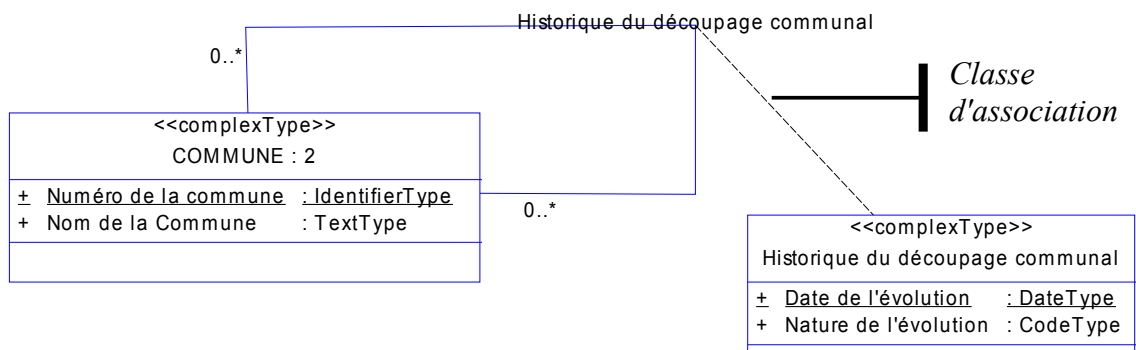 Historique du découpage communal
0..*
Classe
d'association
<<complexType>>
COMMUNE : 2
+ Numéro de la commune : IdentifierType
+ Nom de la Commune : TextType
0..*
<<complexType>>
Historique du découpage communal
+ Date de l'évolution : DateType
+ Nature de l'évolution : CodeType